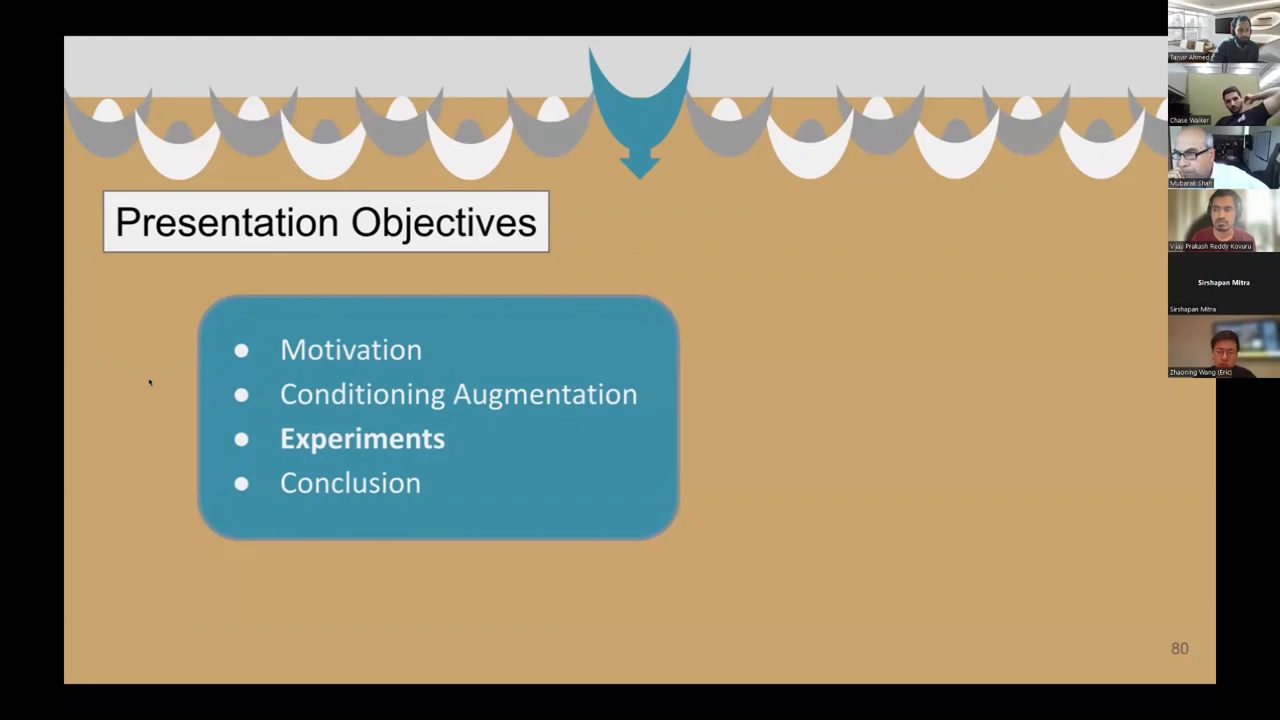 Presentation Objectives
Motivation
Conditioning Augmentation
Experiments
Conclusion
80
Tanvir Ahmed
Chase Walker
Mubarak Shah
Vijay Prakash Reddy Kovuru
Sirshapan Mitra
Sirshapan Mitra
Zhaoning Wang (Eric)